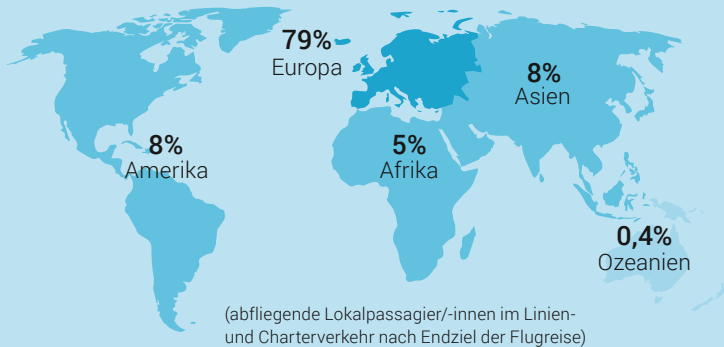 79%
Europa
8%
Asien
8%
Amerika
5%
Afrika
0,4%
Ozeanien
(abfliegende Lokalpassagier/-innen im Linien-
und Charterverkehr nach Endziel der Flugreise)